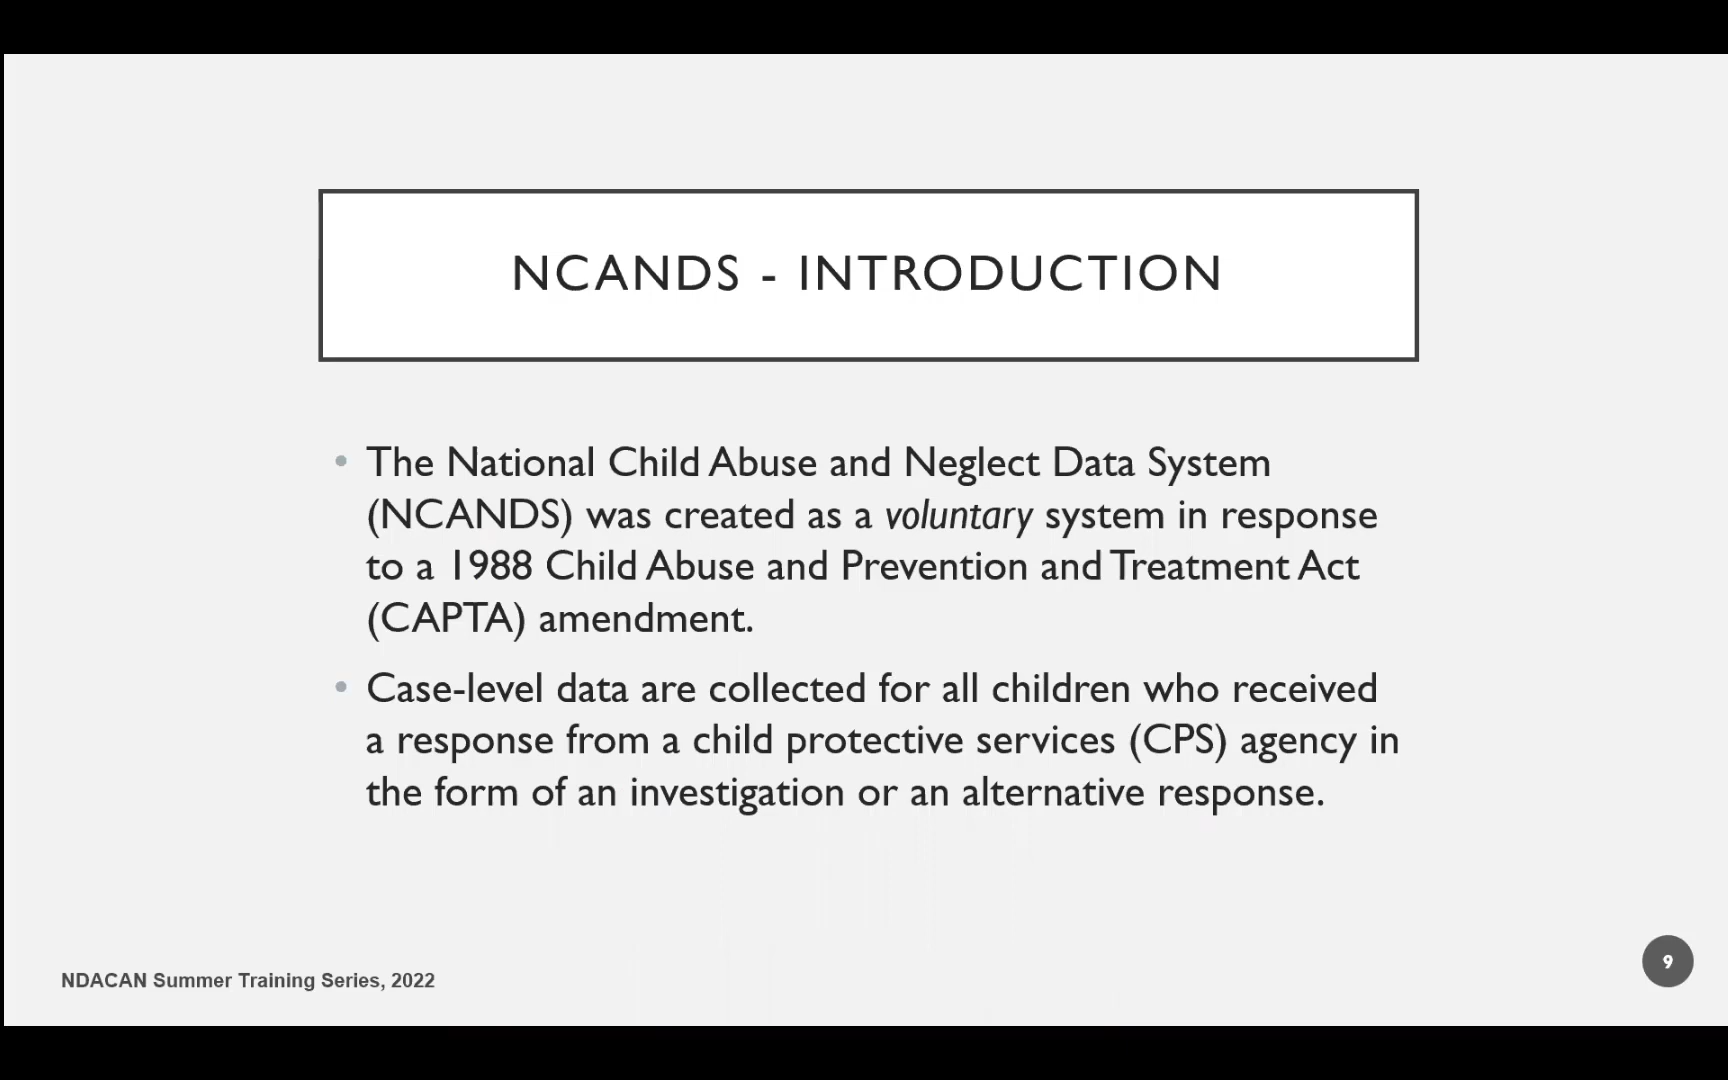 NCANDS - INTRODUCTION
• The National Child Abuse and Neglect Data System
(NCANDS) was created as a voluntary system in response
to a 1988 Child Abuse and Prevention and Treatment Act
(CAPTA) amendment.
• Case-level data are collected for all children who received
a response from a child protective services (CPS) agency in
the form of an investigation or an alternative response.
NDACAN Summer Training Series, 2022
9